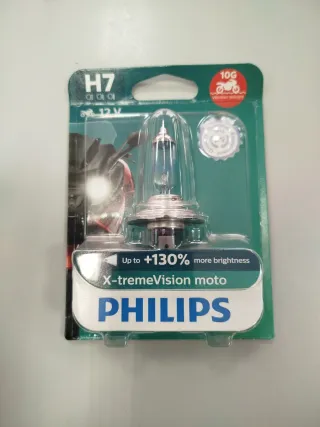 H7
10G
12 V
Up to +130% more brightness
X-tremeVision moto
PHILIPS